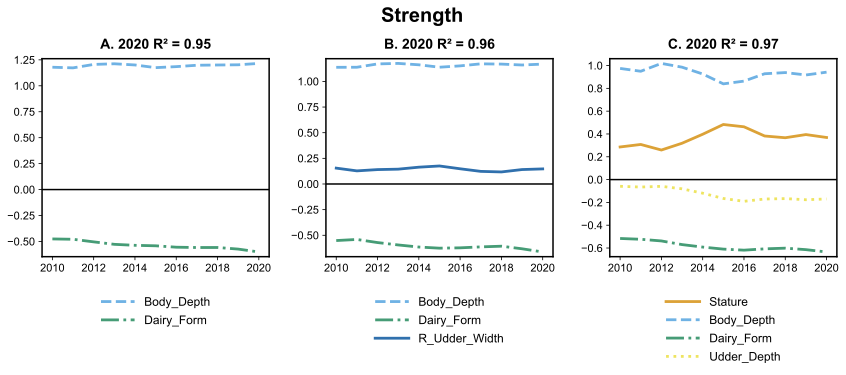 Strength
A. 2020 R² = 0.95
1.25
1.00
0.75
0.50
0.25
0.00
−0.25
−0.50
2010 2012 2014 2016 2018 2020
Body_Depth
Dairy_Form
B. 2020 R² = 0.96
1.00
0.75
0.50
0.25
0.00
−0.25
−0.50
2010 2012 2014 2016 2018 2020
Body_Depth
Dairy_Form
R_Udder_Width
C. 2020 R² = 0.97
1.0
0.8
0.6
0.4
0.2
0.0
−0.2
−0.4
−0.6
2010 2012 2014 2016 2018 2020
Stature
Body_Depth
Dairy_Form
Udder_Depth